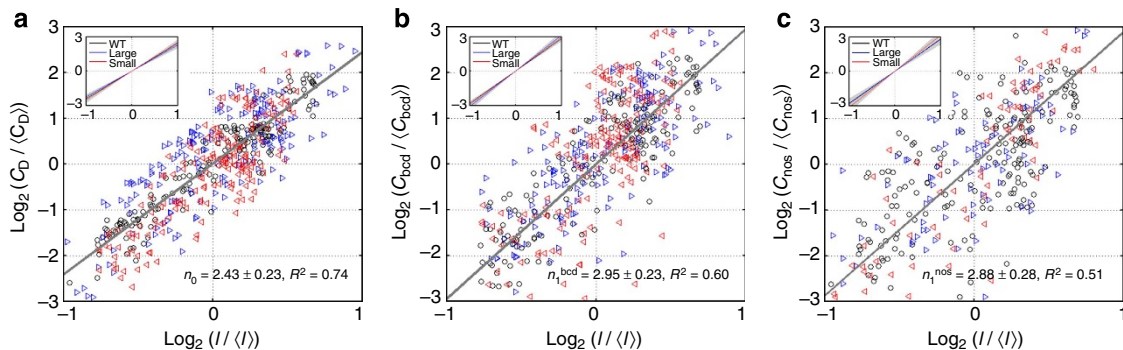 a
b
c
3
2
1
0
−1
−2
−3
Log2 (CD / ⟨CD⟩)
3
0
−3
−1
0
1
WT
Large
Small
n0 = 2.43 ± 0.23, R2 = 0.74
−1
0
1
Log2 (I / ⟨I⟩)
3
2
1
0
−1
−2
3
Log2 (Cbcd / ⟨Cbcd⟩)
3
0
−3
−1
0
1
WT
Large
Small
n1bcd = 2.95 ± 0.23, R2 = 0.60
−1
0
1
Log2 (I / ⟨I⟩)
3
2
1
0
−1
−2
−3
Log2 (Cnos / ⟨Cnos⟩)
3
0
−3
−1
0
1
WT
Large
Small
n1nos = 2.88 ± 0.28, R2 = 0.51
−1
0
1
Log2 (I / ⟨I⟩)